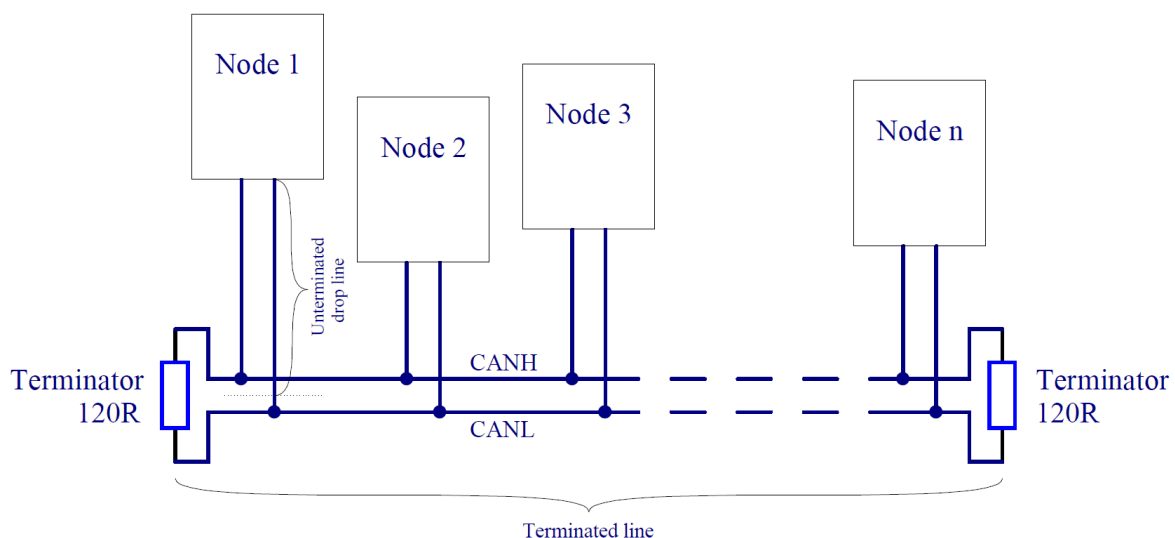 Node 1
Node 2
Node 3
Node n
Unterminated
drop line
CANH
CANL
Terminator
120R
Terminator
120R
Terminated line